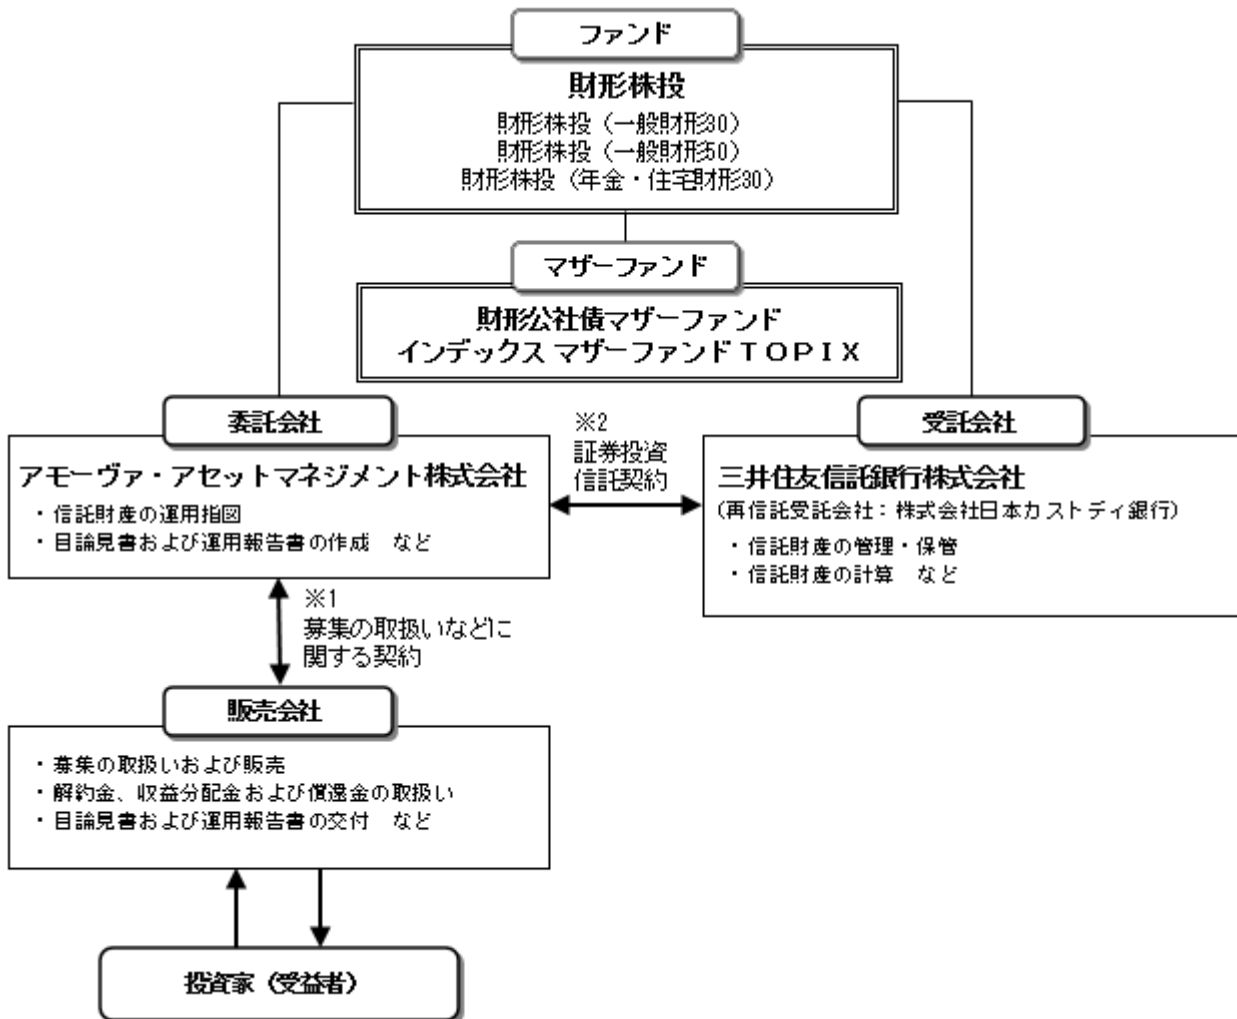 ファンド
財形株投
財形株投（一般財形30）
財形株投（一般財形50）
財形株投（年金・住宅財形30）
マザーファンド
財形公社債マザーファンド
インデックス マザーファンドＴＯＰＩＸ
委託会社
アモーヴァ・アセットマネジメント株式会社
・信託財産の運用指図
・目論見書および運用報告書の作成　など
※2
証券投資
信託契約
受託会社
三井住友信託銀行株式会社
（再信託受託会社：株式会社日本カストディ銀行）
・信託財産の管理・保管
・信託財産の計算　など
※1
募集の取扱いなどに
関する契約
販売会社
・募集の取扱いおよび販売
・解約金、収益分配金および償還金の取扱い
・目論見書および運用報告書の交付　など
投資家（受益者）